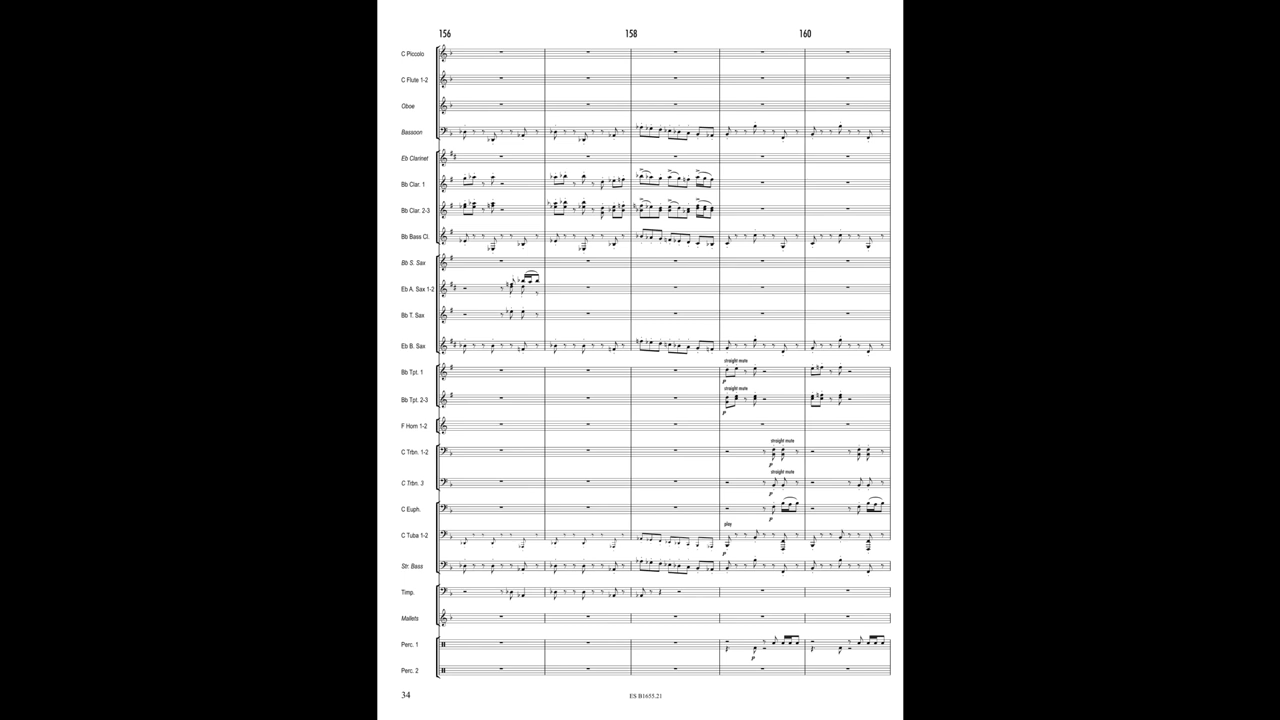 156 158 160
C Piccolo
C Flute 1-2
Oboe
Bassoon
Eb Clarinet
Bb Clar. 1
Bb Clar. 2-3
Bb Bass Cl.
Bb S. Sax
Eb A. Sax 1-2
Bb T. Sax
Eb B. Sax
straight mute
Bb Tpt. 1
p
straight mute
Bb Tpt. 2-3
p
F Horn 1-2
straight mute
C Trbn. 1-2
p
straight mute
C Trbn. 3
p
C Euph.
p
play
C Tuba 1-2
p
Str. Bass
Timp.
Mallets
Perc. 1
p
Perc. 2
34 ES B1655.21